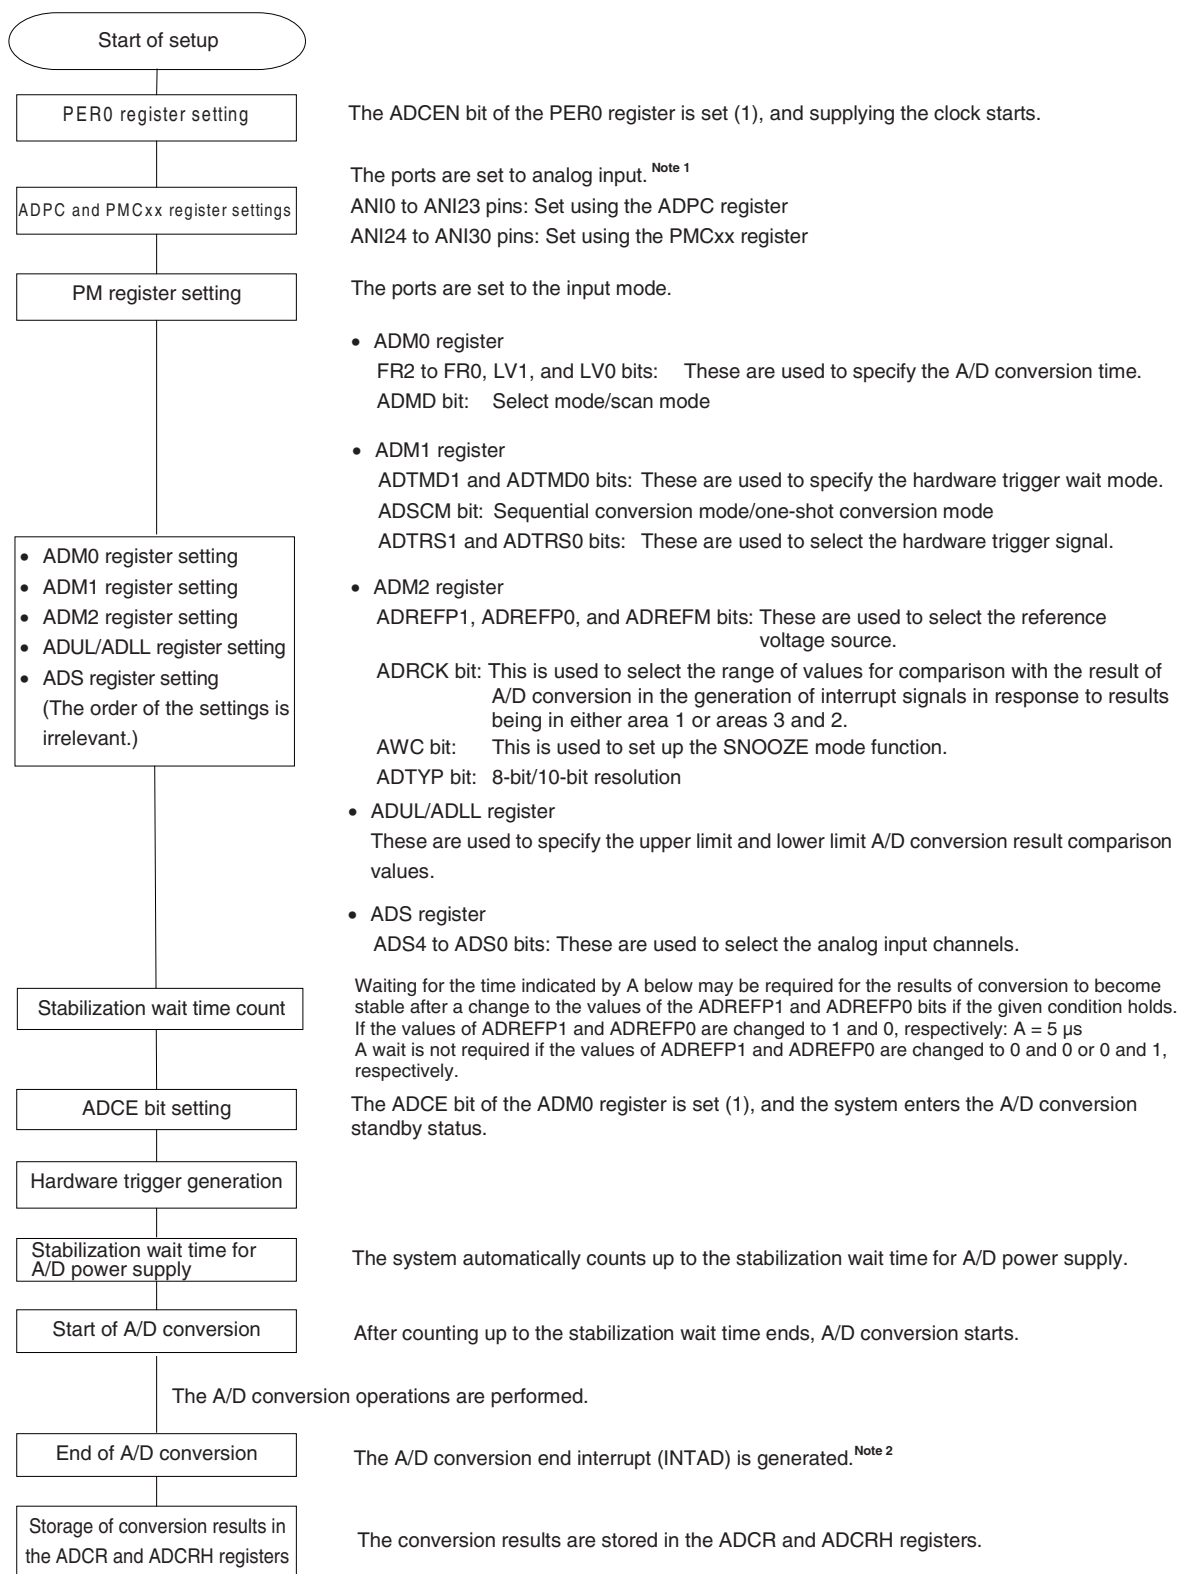 Start of setup
PER0 register setting
The ADCEN bit of the PER0 register is set (1), and supplying the clock starts.
ADPC and PMCxx register settings
The ports are set to analog input. Note 1
ANI0 to ANI23 pins: Set using the ADPC register
ANI24 to ANI30 pins: Set using the PMCxx register
PM register setting
The ports are set to the input mode.
• ADM0 register setting
• ADM1 register setting
• ADM2 register setting
• ADUL/ADLL register setting
• ADS register setting
(The order of the settings is
irrelevant.)
• ADM0 register
FR2 to FR0, LV1, and LV0 bits: These are used to specify the A/D conversion time.
ADMD bit: Select mode/scan mode
• ADM1 register
ADTMD1 and ADTMD0 bits: These are used to specify the hardware trigger wait mode.
ADSCM bit: Sequential conversion mode/one-shot conversion mode
ADTRS1 and ADTRS0 bits: These are used to select the hardware trigger signal.
• ADM2 register
ADREFP1, ADREFP0, and ADREFM bits: These are used to select the reference
voltage source.
ADRCK bit: This is used to select the range of values for comparison with the result of
A/D conversion in the generation of interrupt signals in response to results
being in either area 1 or areas 3 and 2.
AWC bit: This is used to set up the SNOOZE mode function.
ADTYP bit: 8-bit/10-bit resolution
• ADUL/ADLL register
These are used to specify the upper limit and lower limit A/D conversion result comparison
values.
• ADS register
ADS4 to ADS0 bits: These are used to select the analog input channels.
Stabilization wait time count
Waiting for the time indicated by A below may be required for the results of conversion to become
stable after a change to the values of the ADREFP1 and ADREFP0 bits if the given condition holds.
If the values of ADREFP1 and ADREFP0 are changed to 1 and 0, respectively: A = 5 µs
A wait is not required if the values of ADREFP1 and ADREFP0 are changed to 0 and 0 or 0 and 1,
respectively.
ADCE bit setting
The ADCE bit of the ADM0 register is set (1), and the system enters the A/D conversion
standby status.
Hardware trigger generation
Stabilization wait time for
A/D power supply
The system automatically counts up to the stabilization wait time for A/D power supply.
Start of A/D conversion
After counting up to the stabilization wait time ends, A/D conversion starts.
The A/D conversion operations are performed.
End of A/D conversion
The A/D conversion end interrupt (INTAD) is generated. Note 2
Storage of conversion results in
the ADCR and ADCRH registers
The conversion results are stored in the ADCR and ADCRH registers.